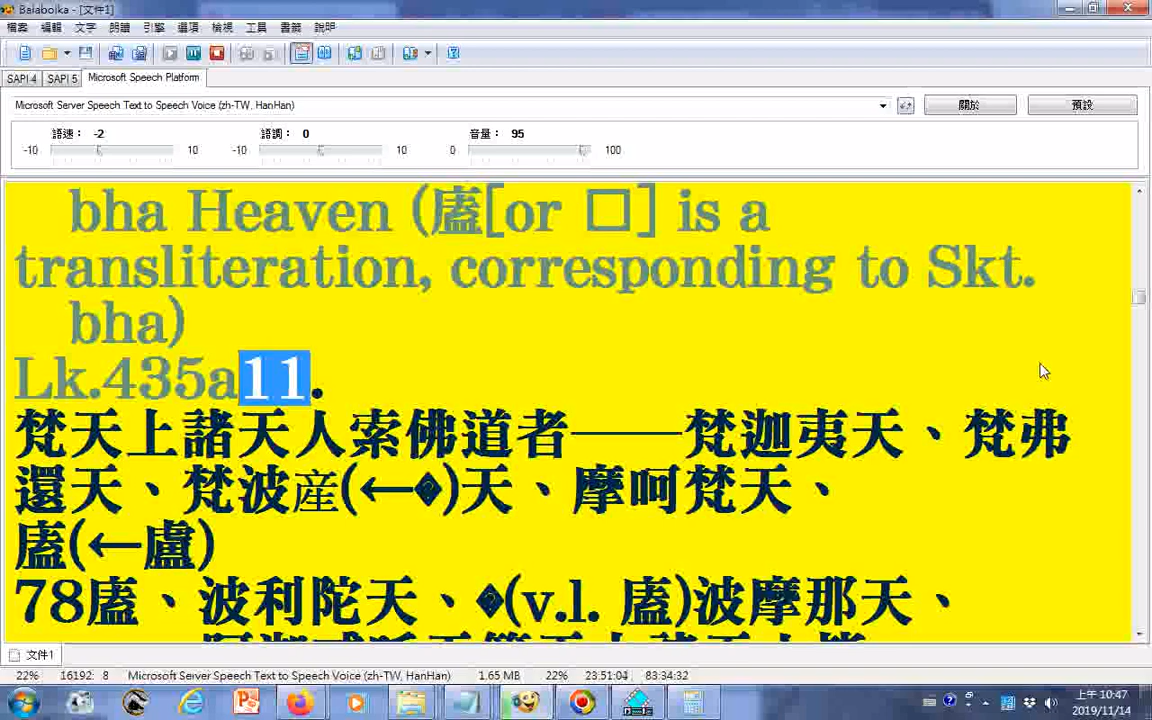 Balabolka - [文件1]
檔案 編輯 文字 朗讀 引擎 選項 檢視 工具 書籤 說明
SAPI 4 SAPI 5 Microsoft Speech Platform
Microsoft Server Speech Text to Speech Voice (zh-TW, HanHan) 關於 預設
語速： -2 語調： 0 音量： 95
-10 10 -10 10 0 100
bha Heaven (廅[or □] is a
transliteration, corresponding to Skt.
bha)
Lk.435a11.
梵天上諸天人索佛道者——梵迦夷天、梵弗
還天、梵波産(←�)天、摩呵梵天、
廅(←盧)
78廅、波利陀天、�(v.l. 廅)波摩那天、
文件1
22% 16192: 8 Microsoft Server Speech Text to Speech Voice (zh-TW, HanHan) 1.65 MB 22% 23:51:04 83:34:32
上午 10:47
2019/11/14